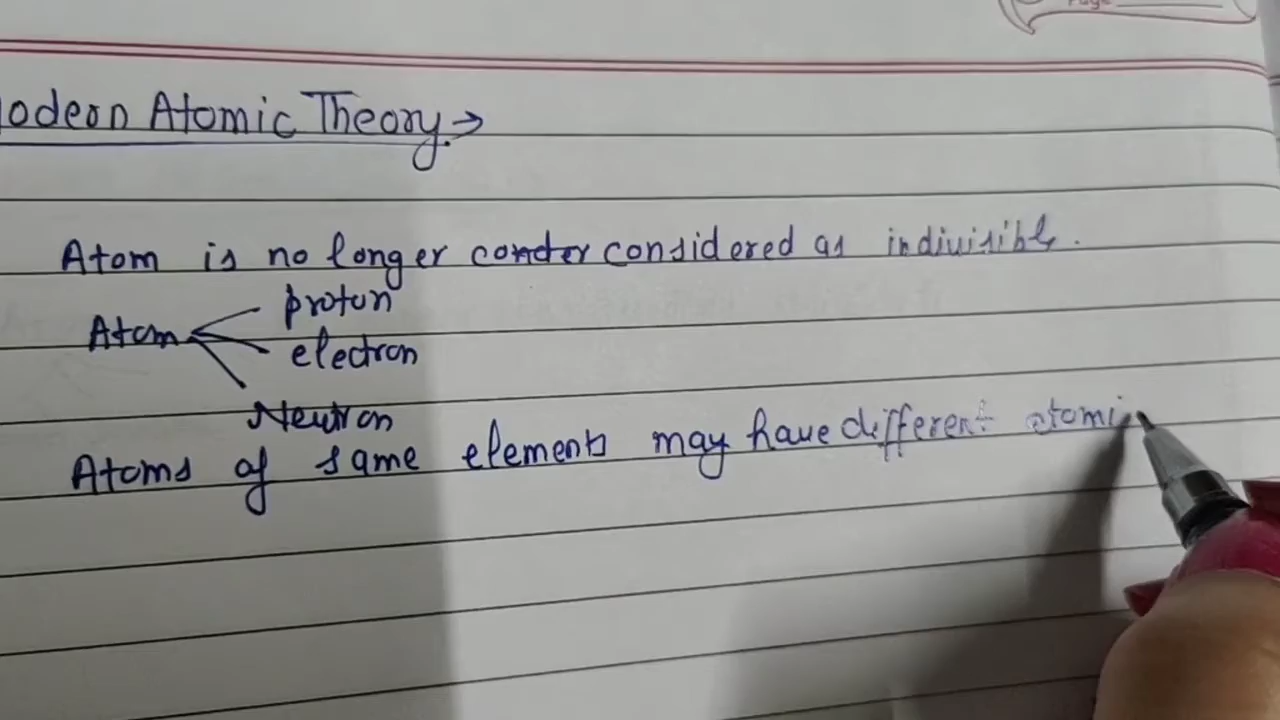 Page
odern Atomic Theory →
Atom is no longer considered as indivisible.
proton
Atom
electron
Neutron
Atoms of same elements may have different atomi